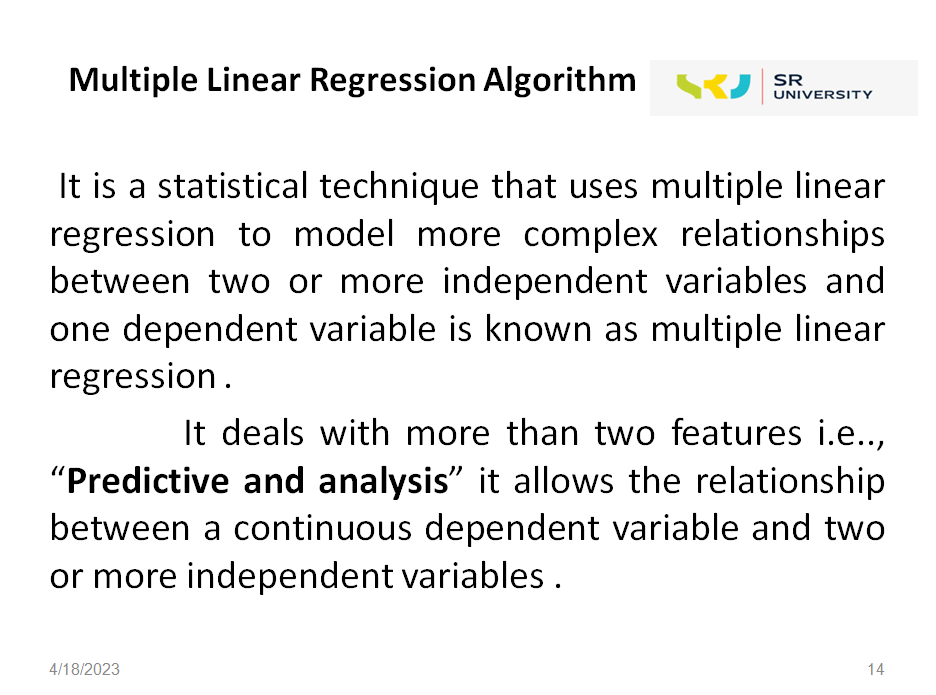 Multiple Linear Regression Algorithm
SR
UNIVERSITY
It is a statistical technique that uses multiple linear
regression to model more complex relationships
between two or more independent variables and
one dependent variable is known as multiple linear
regression .
It deals with more than two features i.e..,
“Predictive and analysis” it allows the relationship
between a continuous dependent variable and two
or more independent variables .
4/18/2023
14